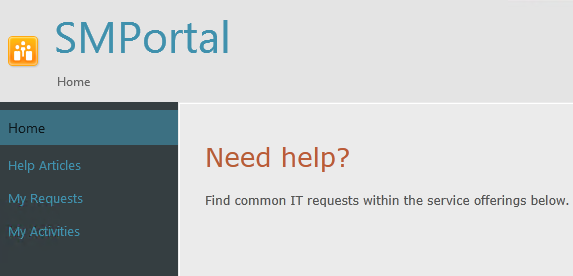 SMPortal
Home
Home
Help Articles
My Requests
My Activities
Need help?
Find common IT requests within the service offerings below.